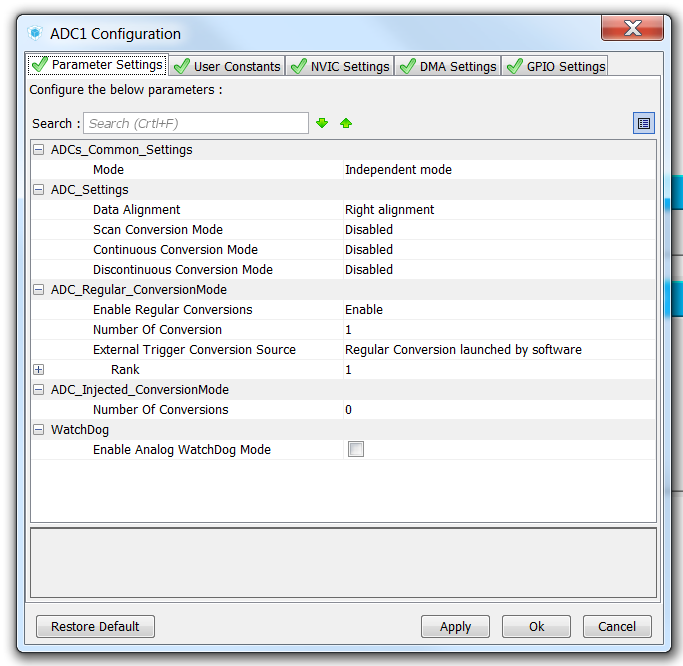 ADC1 Configuration
Parameter Settings User Constants NVIC Settings DMA Settings GPIO Settings
Configure the below parameters :
Search : Search (Crtl+F)
ADCs_Common_Settings
Mode Independent mode
ADC_Settings
Data Alignment Right alignment
Scan Conversion Mode Disabled
Continuous Conversion Mode Disabled
Discontinuous Conversion Mode Disabled
ADC_Regular_ConversionMode
Enable Regular Conversions Enable
Number Of Conversion 1
External Trigger Conversion Source Regular Conversion launched by software
Rank 1
ADC_Injected_ConversionMode
Number Of Conversions 0
WatchDog
Enable Analog WatchDog Mode
Restore Default Apply Ok Cancel